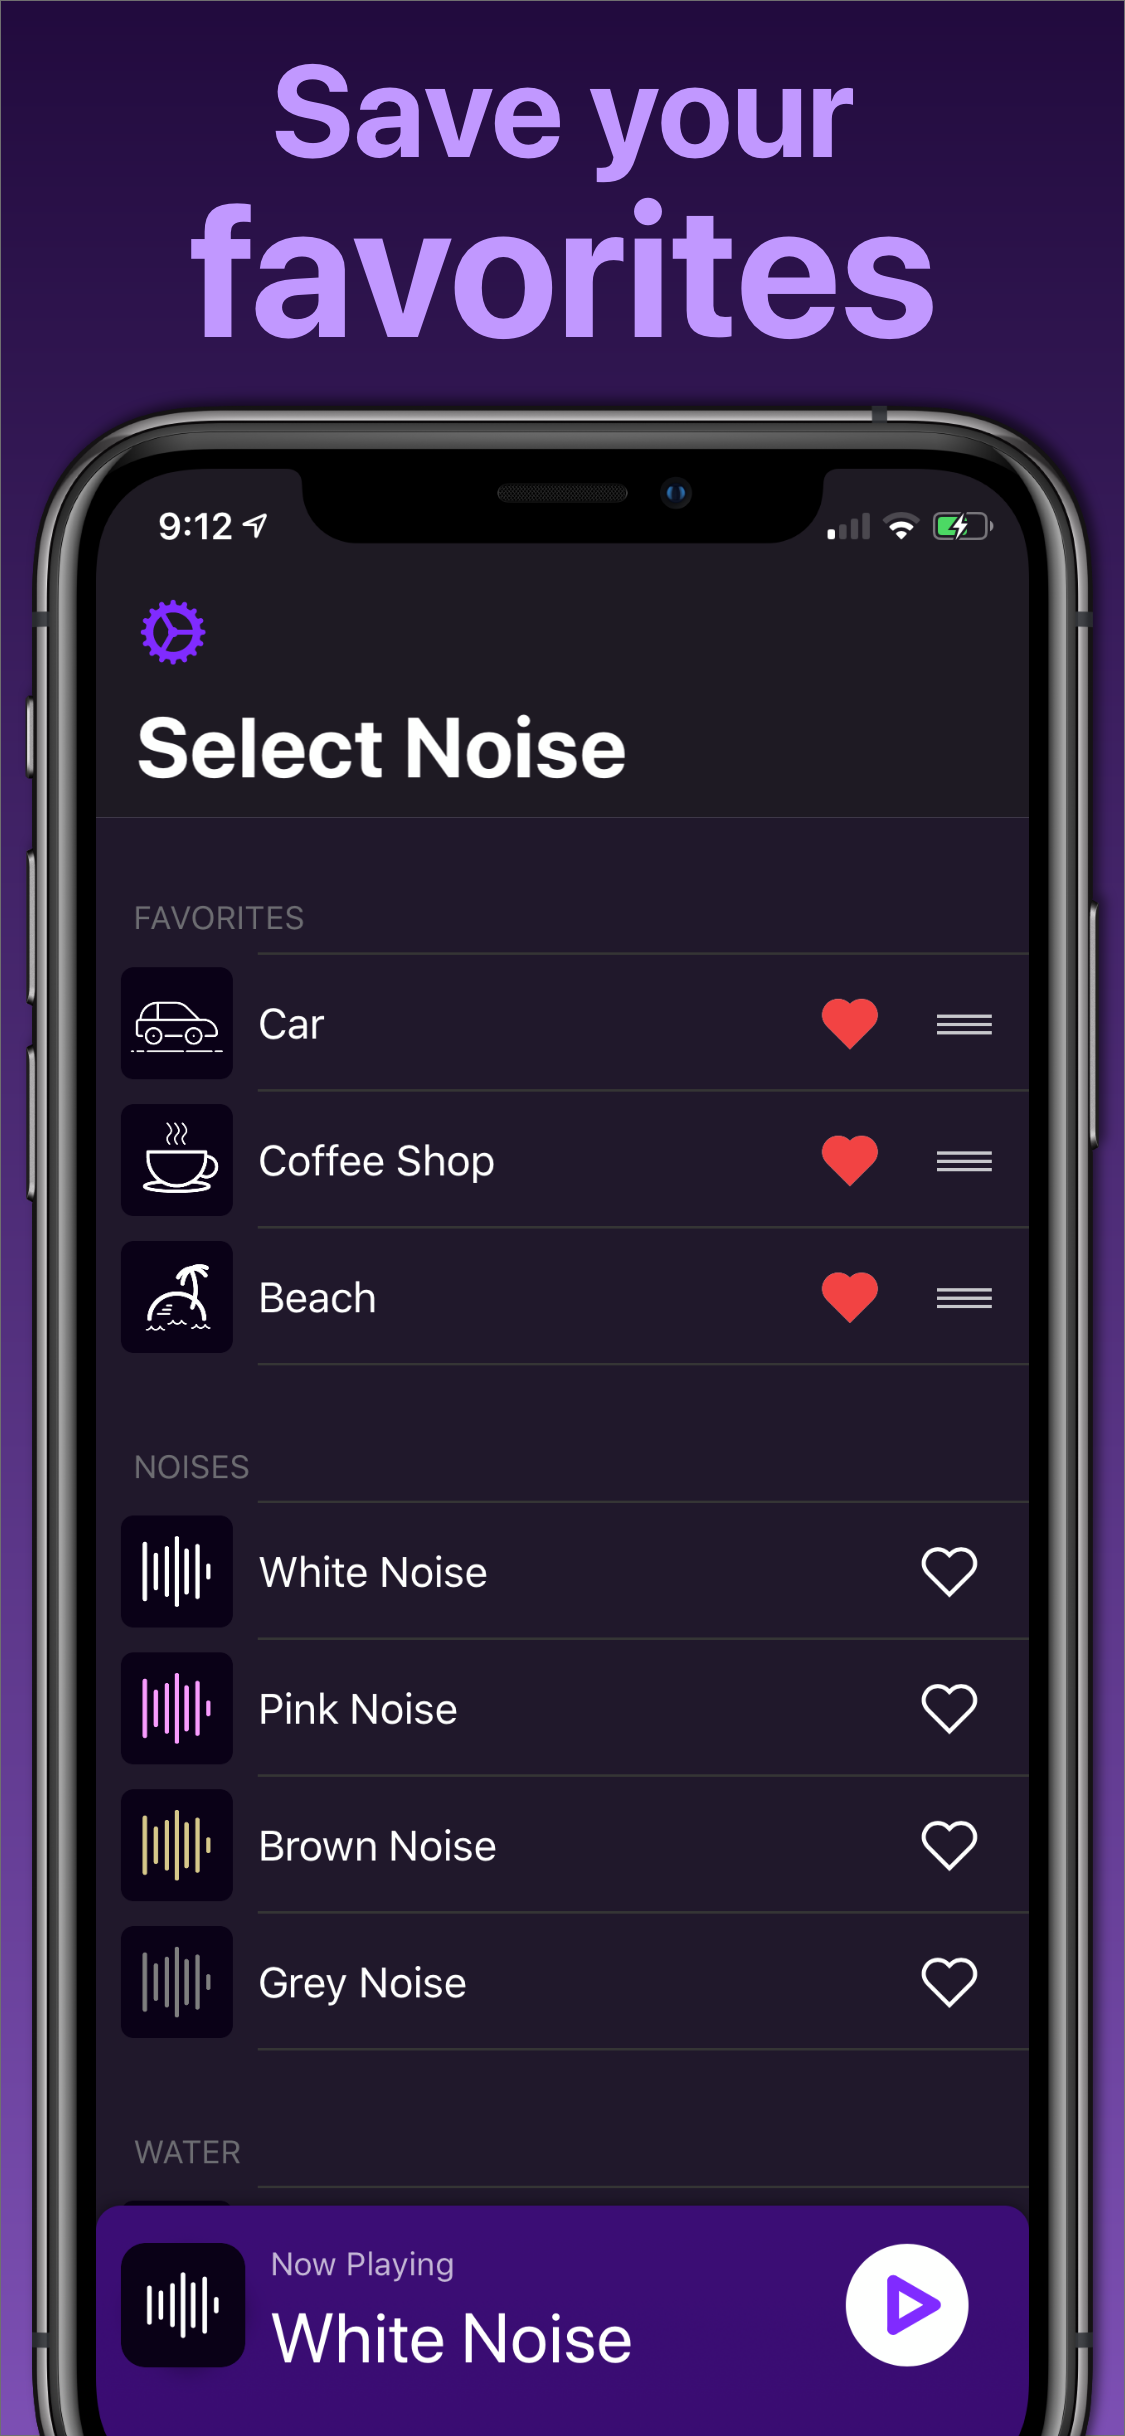 Save your
favorites
9:12
Select Noise
FAVORITES
Car
Coffee Shop
Beach
NOISES
White Noise
Pink Noise
Brown Noise
Grey Noise
WATER
Now Playing
White Noise